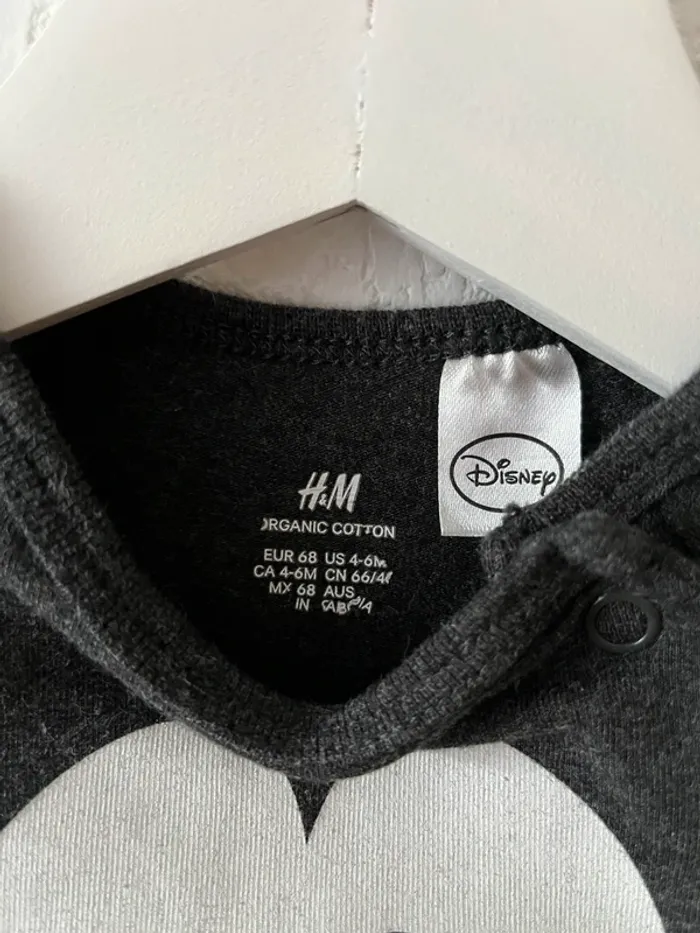 H&M
ORGANIC COTTON
EUR 68 US 4-6M
CA 4-6M CN 66/4
MX 68 AUS
IN
DISNEY